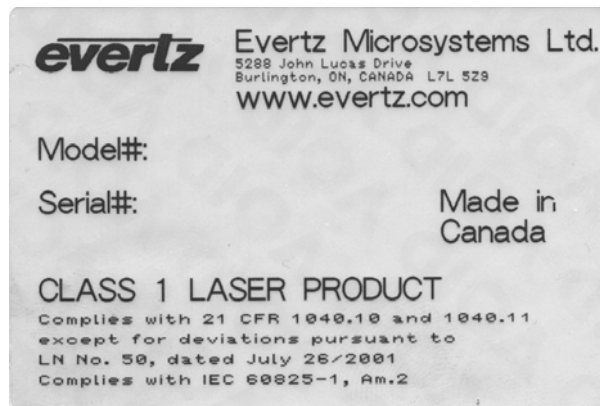 evertz
Evertz Microsystems Ltd.
5288 John Lucas Drive
Burlington, ON, CANADA L7L 5Z9
www.evertz.com
Model#:
Serial#:
Made in
Canada
CLASS 1 LASER PRODUCT
Complies with 21 CFR 1040.10 and 1040.11
except for deviations pursuant to
LN No. 50, dated July 26/2001
Complies with IEC 60825-1, Am.2